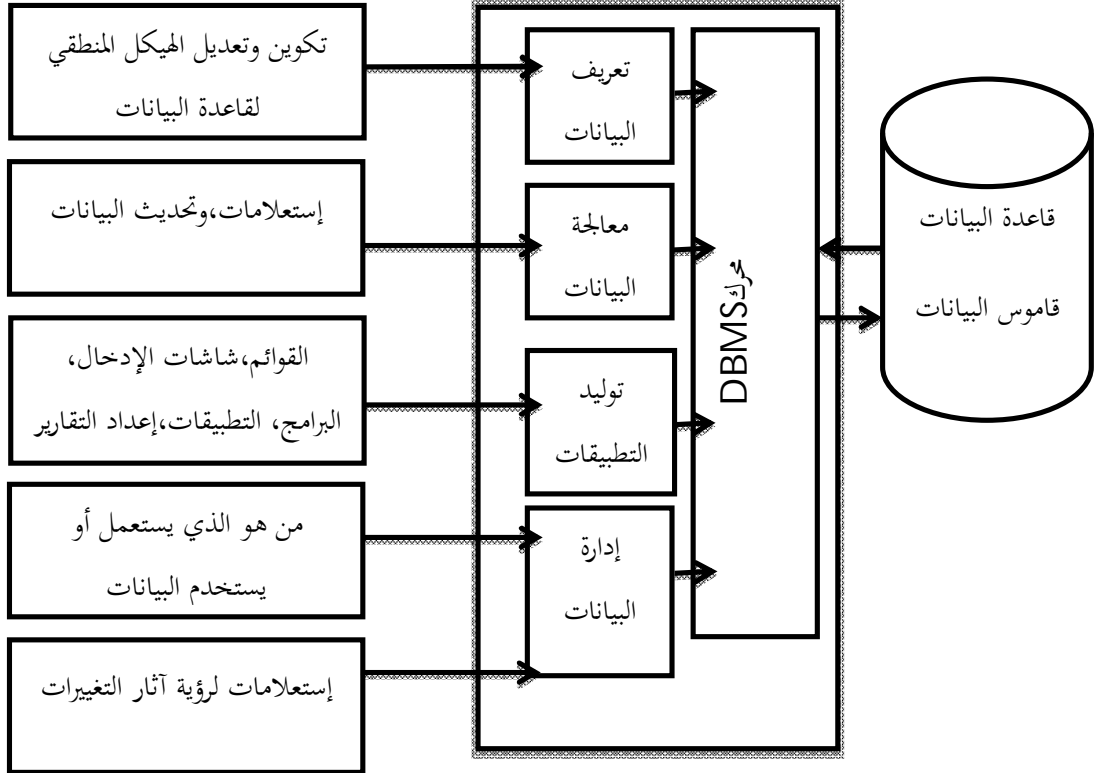 تكوين وتعديل الهيكل المنطقي
لقاعدة البيانات
إستعلامات،وتحديث البيانات
القوائم،شاشات الإدخال،
البرامج، التطبيقات،إعداد التقارير
من هو الذي يستعمل أو
يستخدم البيانات
إستعلامات لرؤية آثار التغييرات
تعريف
البيانات
معالجة
البيانات
توليد
التطبيقات
إدارة
البيانات
محركDBMS
قاعدة البيانات
قاموس البيانات